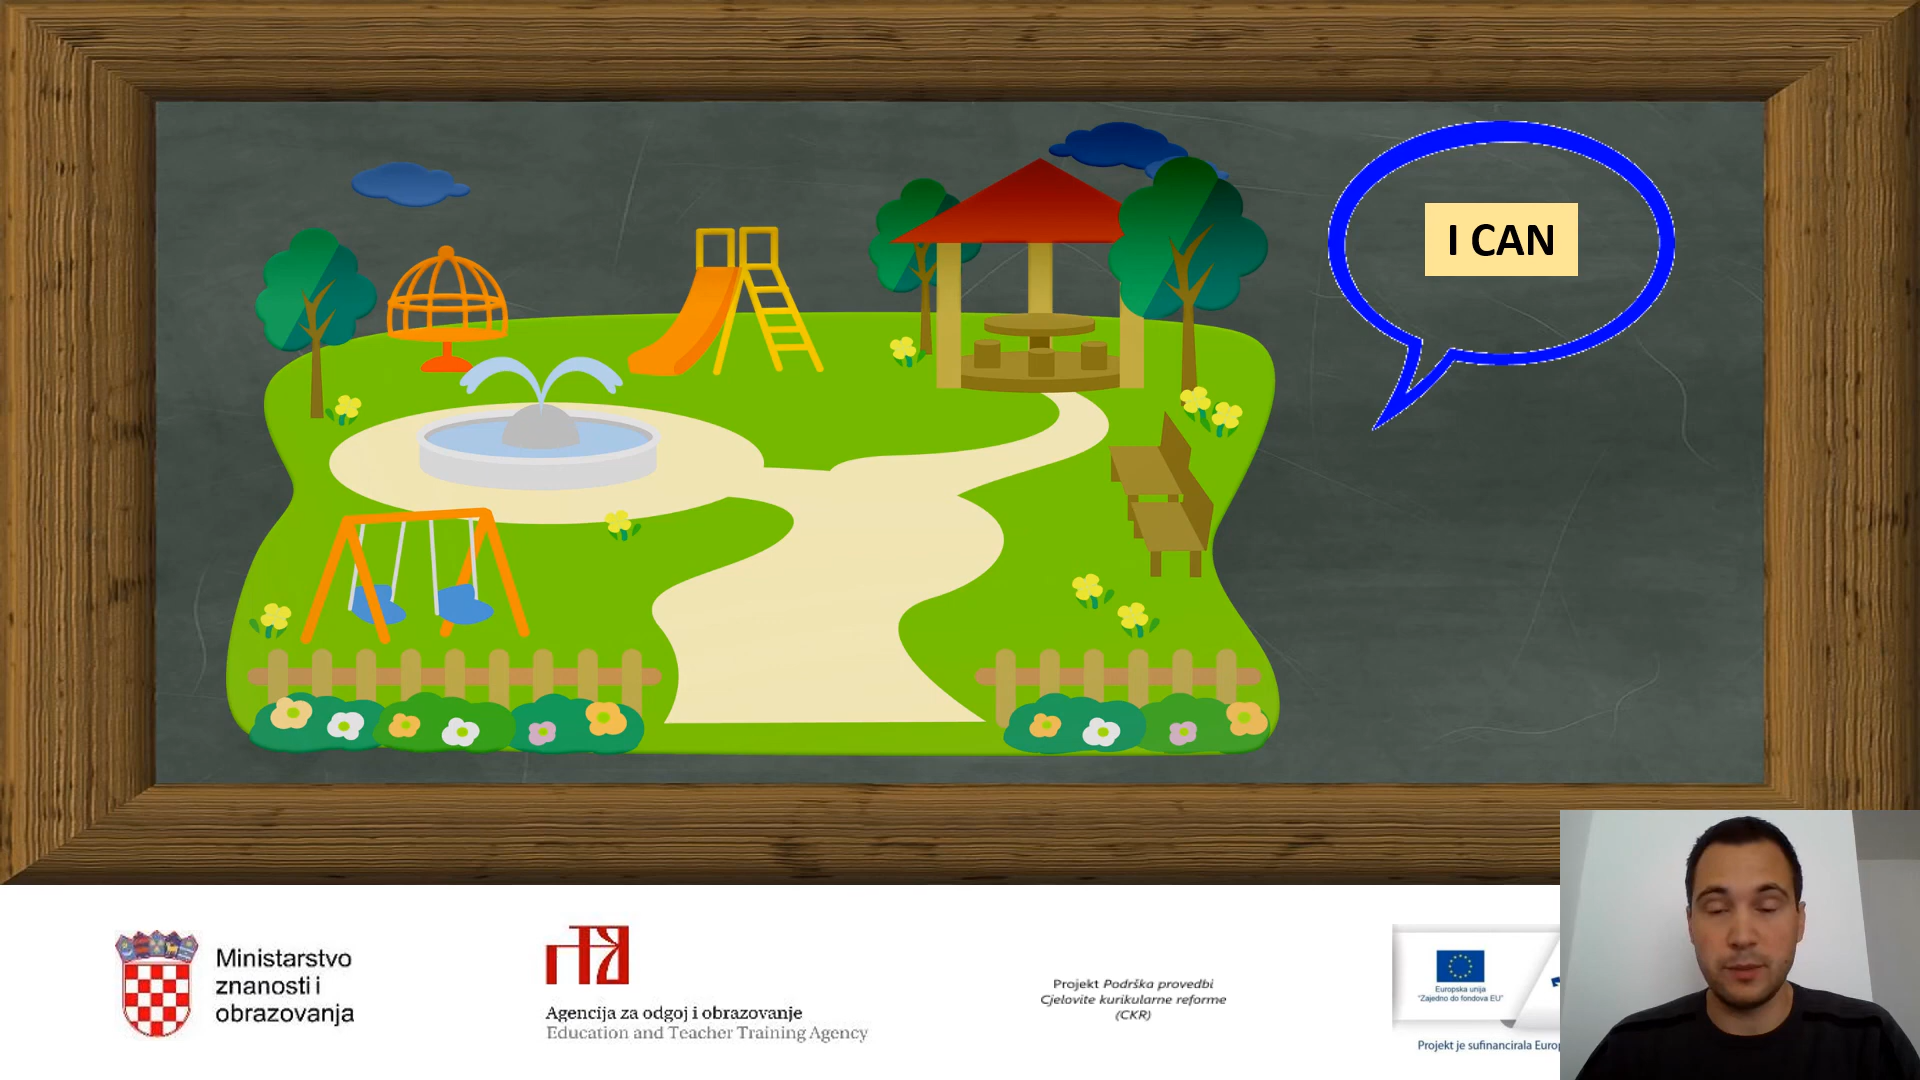 I CAN
Ministarstvo
znanosti i
obrazovanja
Agencija za odgoj i obrazovanje
Education and Teacher Training Agency
Projekt Podrška provedbi
Cjelovite kurikularne reforme
(CKR)
Europska unija
"Zajedno do fondova EU"
Projekt je sufinancirala Europ